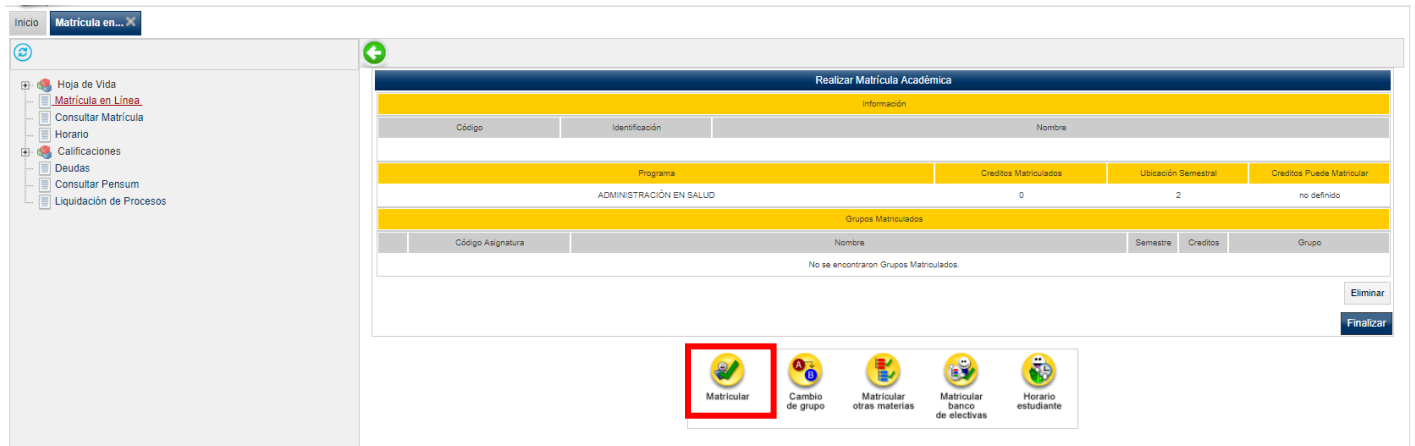 Inicio
Matrícula en...
Hoja de Vida
Matrícula en Línea
Consultar Matrícula
Horario
Calificaciones
Deudas
Consultar Pensum
Liquidación de Procesos
Realizar Matrícula Académica
Información
Código Identificación Nombre
Programa Creditos Matriculados Ubicación Semestral Creditos Puede Matricular
ADMINISTRACIÓN EN SALUD 0 2 no definido
Grupos Matriculados
Código Asignatura Nombre Semestre Creditos Grupo
No se encontraron Grupos Matriculados.
Eliminar
Finalizar
A
B
Matricular
Cambio
de grupo
Matrícular
otras materias
Matricular
banco
de electivas
Horario
estudiante